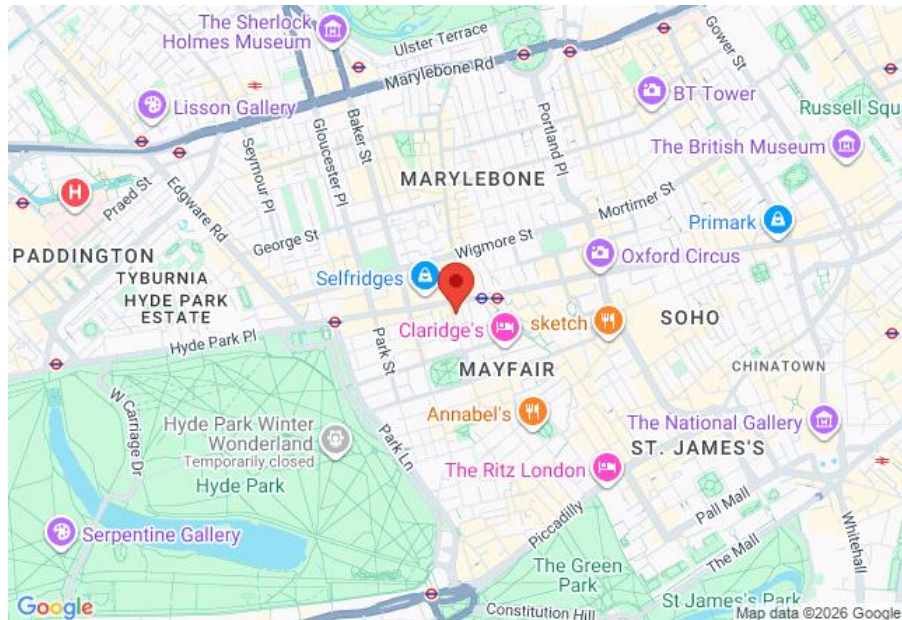 The Sherlock
Holmes Museum
Ulster Terrace
Marylebone Rd
Gower St
Lisson Gallery
BT Tower
Russell Squ
Baker St
Gloucester Pl
Seymour Pl
Portland Pl
The British Museum
Edgware Rd
Praed St
H
MARYLEBONE
Mortimer St
Primark
George St
Wigmore St
Oxford Circus
PADDINGTON
TYBURNIA
HYDE PARK
ESTATE
Selfridges
Claridge's
sketch
SOHO
Hyde Park Pl
Park St
MAYFAIR
CHINATOWN
W Carriage Dr
Annabel's
The National Gallery
Hyde Park Winter
Wonderland
Temporarily closed
Hyde Park
Park Ln
The Ritz London
ST. JAMES'S
Pall Mall
Piccadilly
Serpentine Gallery
The Mall
Whitehall
The Green
Park
St James's Park
Constitution Hill
Google
Map data ©2026 Google